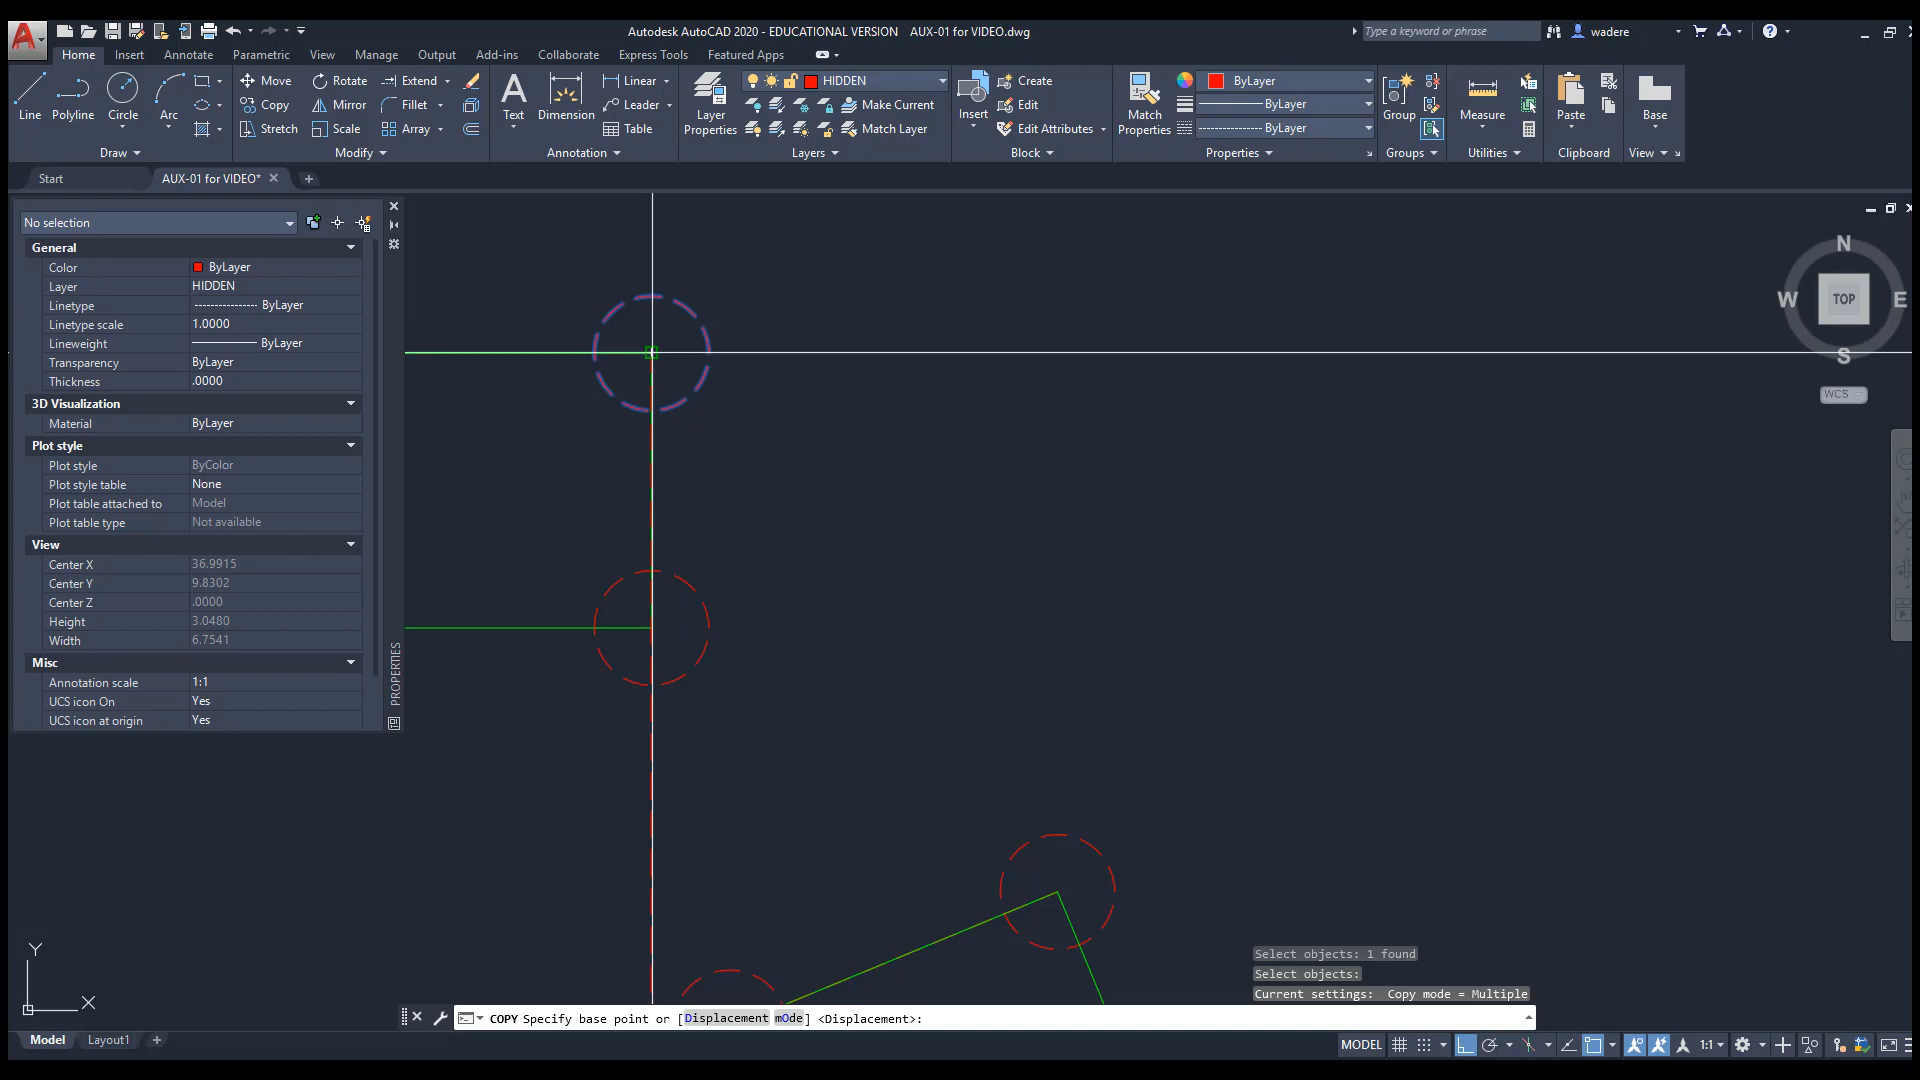 Autodesk AutoCAD 2020 - EDUCATIONAL VERSION AUX-01 for VIDEO.dwg
Type a keyword or phrase
wadere
Home Insert Annotate Parametric View Manage Output Add-ins Collaborate Express Tools Featured Apps
Line Polyline Circle Arc
Move Rotate Extend
Copy Mirror Fillet
Stretch Scale Array
Text Dimension
Linear
Leader
Table
Layer Properties
HIDDEN
Make Current
Match Layer
Insert
Create
Edit
Edit Attributes
Match Properties
ByLayer
ByLayer
ByLayer
Group
Measure
Paste
Base
Draw Modify Annotation Layers Block Properties Groups Utilities Clipboard View
Start AUX-01 for VIDEO*
No selection
General
Color ByLayer
Layer HIDDEN
Linetype ByLayer
Linetype scale 1.0000
Lineweight ByLayer
Transparency ByLayer
Thickness .0000
3D Visualization
Material ByLayer
Plot style
Plot style ByColor
Plot style table None
Plot table attached to Model
Plot table type Not available
View
Center X 36.9915
Center Y 9.8302
Center Z .0000
Height 3.0480
Width 6.7541
Misc
Annotation scale 1:1
UCS icon On Yes
UCS icon at origin Yes
PROPERTIES
N
W TOP E
S
WCS
Y
X
Select objects: 1 found
Select objects:
Current settings: Copy mode = Multiple
COPY Specify base point or [Displacement mOde] <Displacement>:
Model Layout1
MODEL 1:1